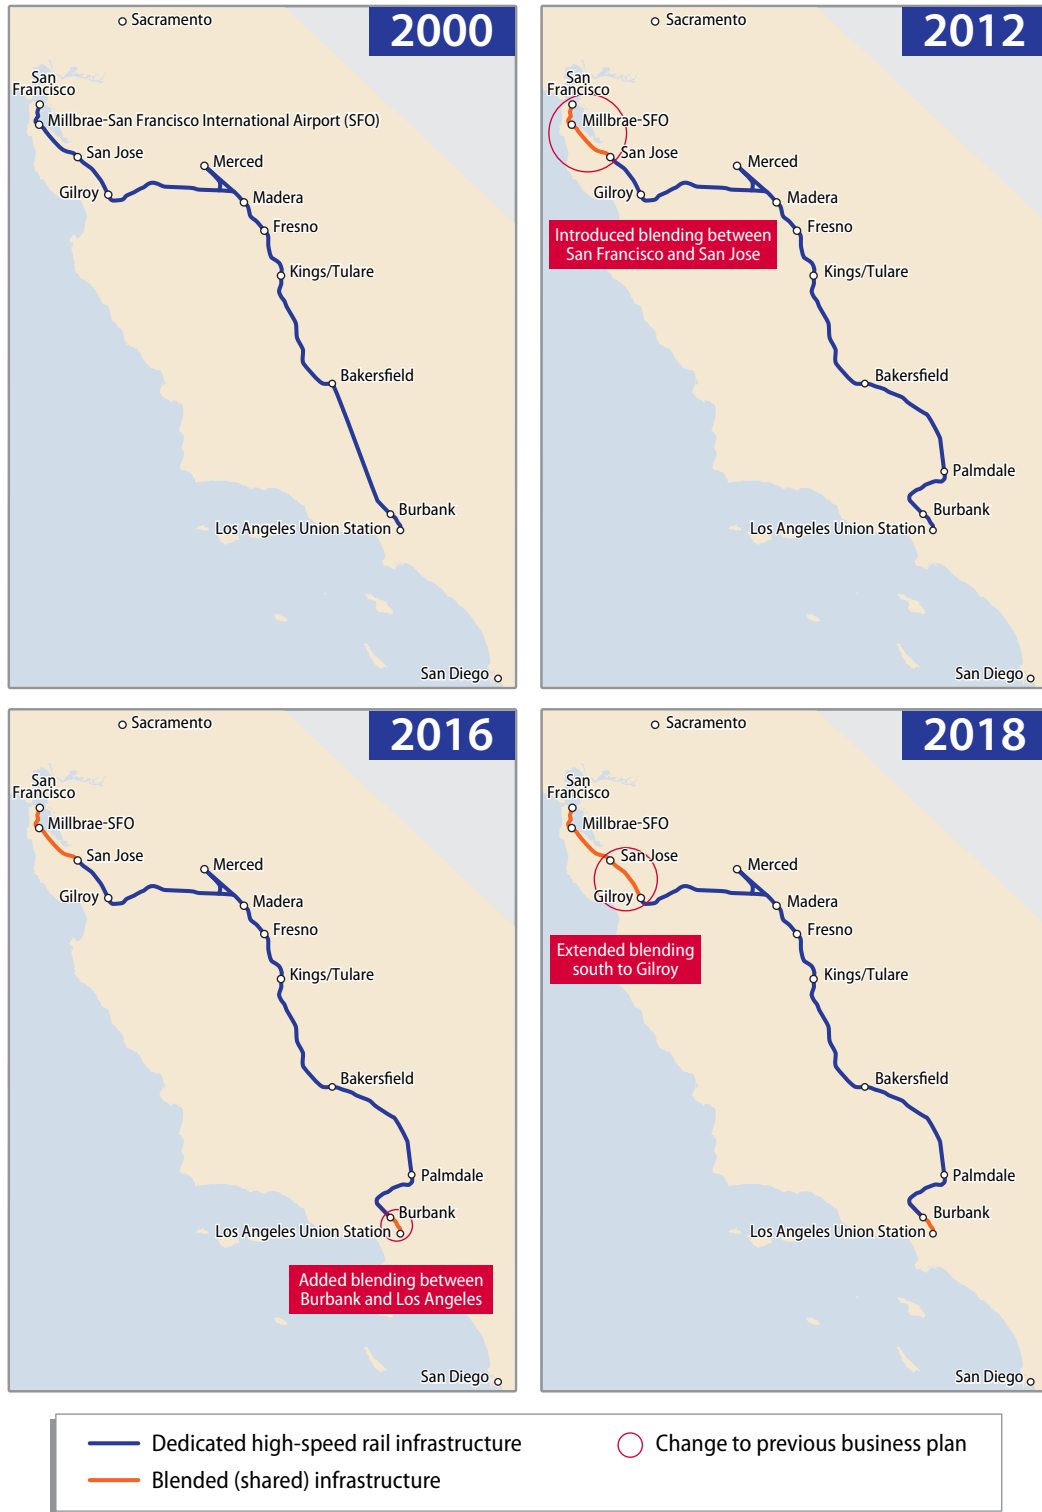 Sacramento
2000
San
Francisco
Millbrae-San Francisco International Airport (SFO)
San Jose
Merced
Gilroy
Madera
Fresno
Kings/Tulare
Bakersfield
Burbank
Los Angeles Union Station
San Diego
Sacramento
2012
San
Francisco
Millbrae-SFO
San Jose
Merced
Gilroy
Madera
Fresno
Introduced blending between
San Francisco and San Jose
Kings/Tulare
Bakersfield
Palmdale
Burbank
Los Angeles Union Station
San Diego
Sacramento
2016
San
Francisco
Millbrae-SFO
San Jose
Merced
Gilroy
Madera
Fresno
Kings/Tulare
Bakersfield
Palmdale
Burbank
Los Angeles Union Station
Added blending between
Burbank and Los Angeles
San Diego
Sacramento
2018
San
Francisco
Millbrae-SFO
San Jose
Merced
Gilroy
Madera
Fresno
Extended blending
south to Gilroy
Kings/Tulare
Bakersfield
Palmdale
Burbank
Los Angeles Union Station
San Diego
Dedicated high-speed rail infrastructure
Change to previous business plan
Blended (shared) infrastructure